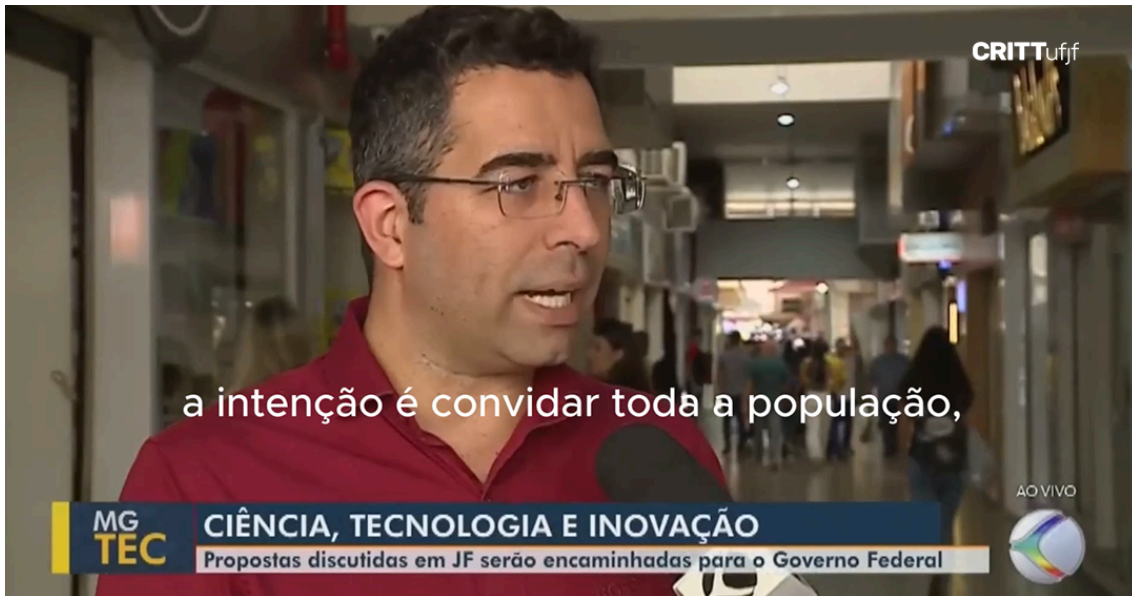 CRITTufjf
a intenção é convidar toda a população,
AO VIVO
MG
TEC
CIÊNCIA, TECNOLOGIA E INOVAÇÃO
Propostas discutidas em JF serão encaminhadas para o Governo Federal